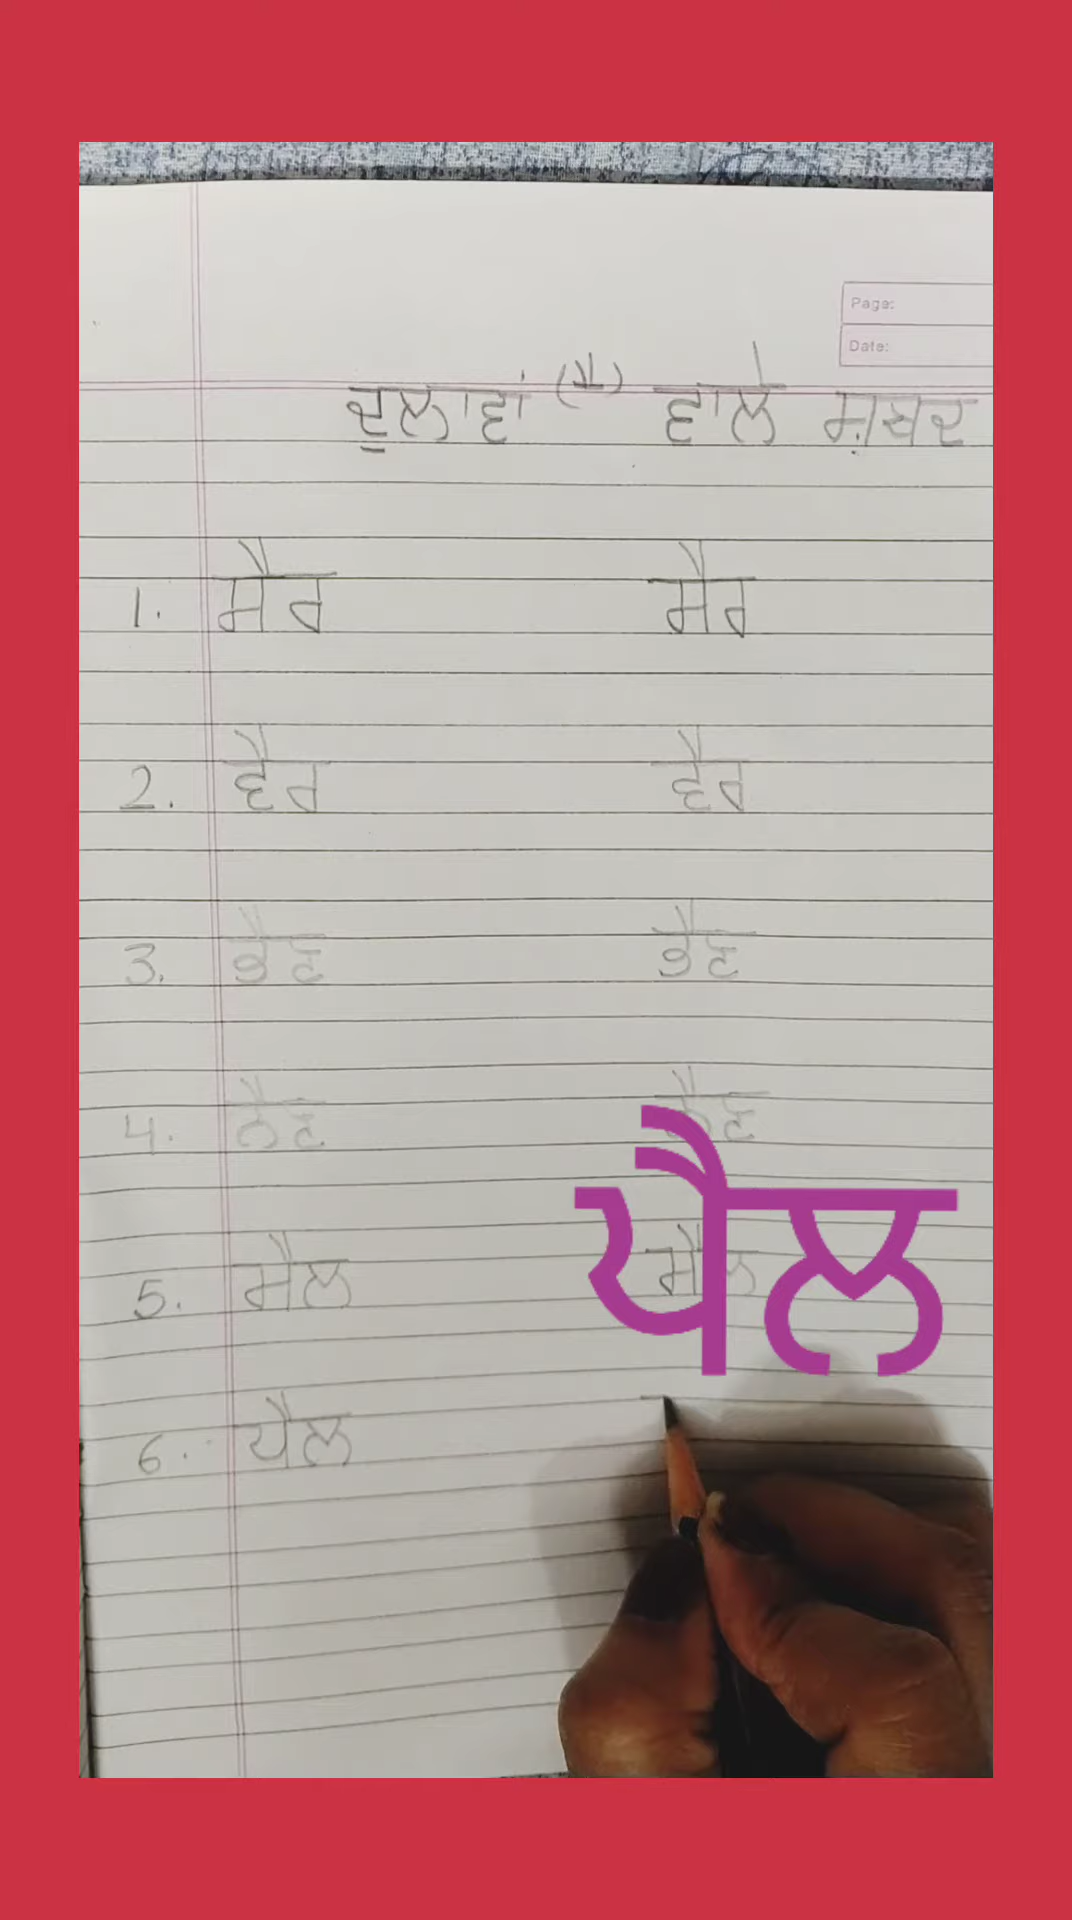 Page:
Date:
ਦੁਲਾਵਾਂ (ੈ) ਵਾਲੇ ਸ਼ਬਦ
1. ਸੈਰ ਸੈਰ
2. ਵੈਰ ਵੈਰ
3. ਭੈਣ ਭੈਣ
4. ਨੈਣ ਨੈਣ
ਪੈਲ
5. ਮੈਲ ਮੈਲ
6. ਪੈਲ